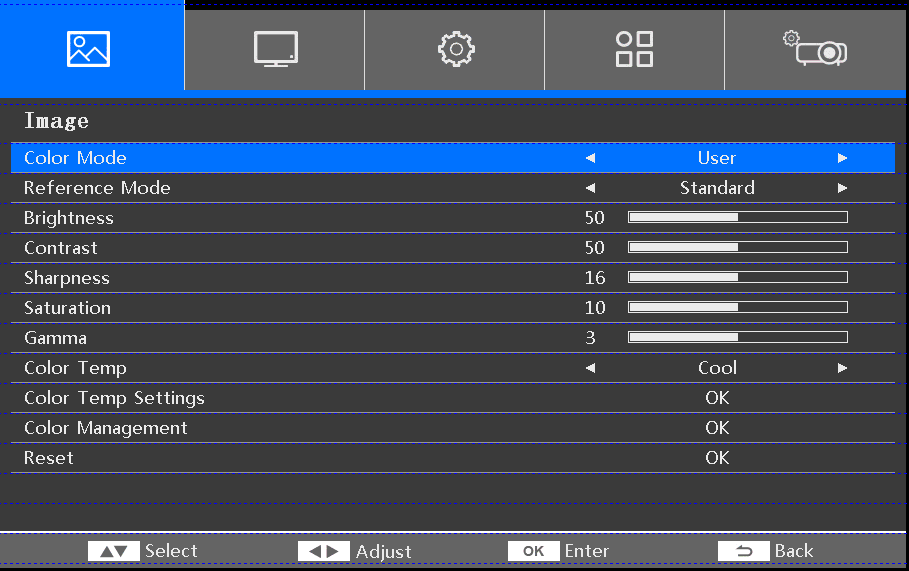 Image
Color Mode ◀ User ▶
Reference Mode ◀ Standard ▶
Brightness 50
Contrast 50
Sharpness 16
Saturation 10
Gamma 3
Color Temp ◀ Cool ▶
Color Temp Settings OK
Color Management OK
Reset OK
▲▼ Select ◀▶ Adjust OK Enter ⮌ Back